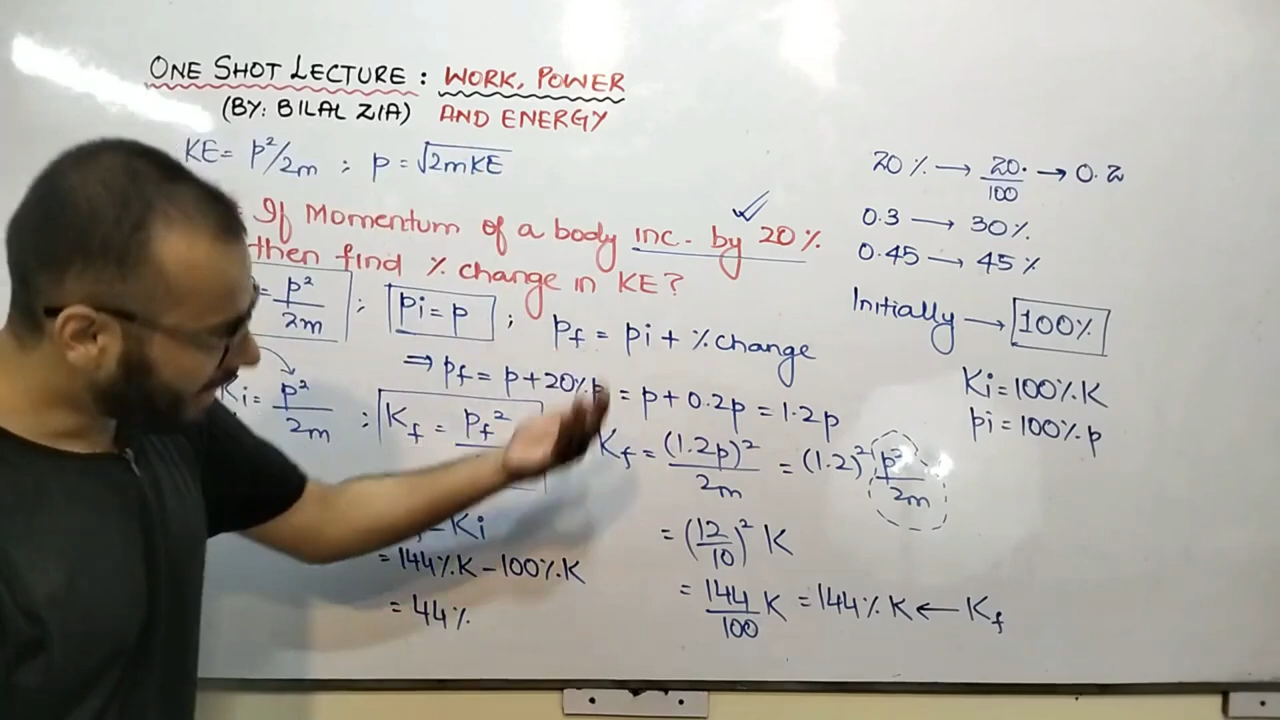 ONE SHOT LECTURE : WORK, POWER
(BY: BILAL ZIA) AND ENERGY
KE = p²/2m ; p = √2mKE
If Momentum of a body inc. by 20%
then find % change in KE?
= p²/2m ; pi = p ; pf = pi + % change
⇒ pf = p + 20% p = p + 0.2p = 1.2p
Ki = p²/2m ; Kf = pf²
Kf = (1.2p)²/2m = (1.2)² p²/2m
= (12/10)² K
= 144/100 K = 144% K ← Kf
- Ki
= 144% K - 100% K
= 44%
20% → 20/100 → 0.2
0.3 → 30%
0.45 → 45%
Initially → 100%
Ki = 100% K
pi = 100% p